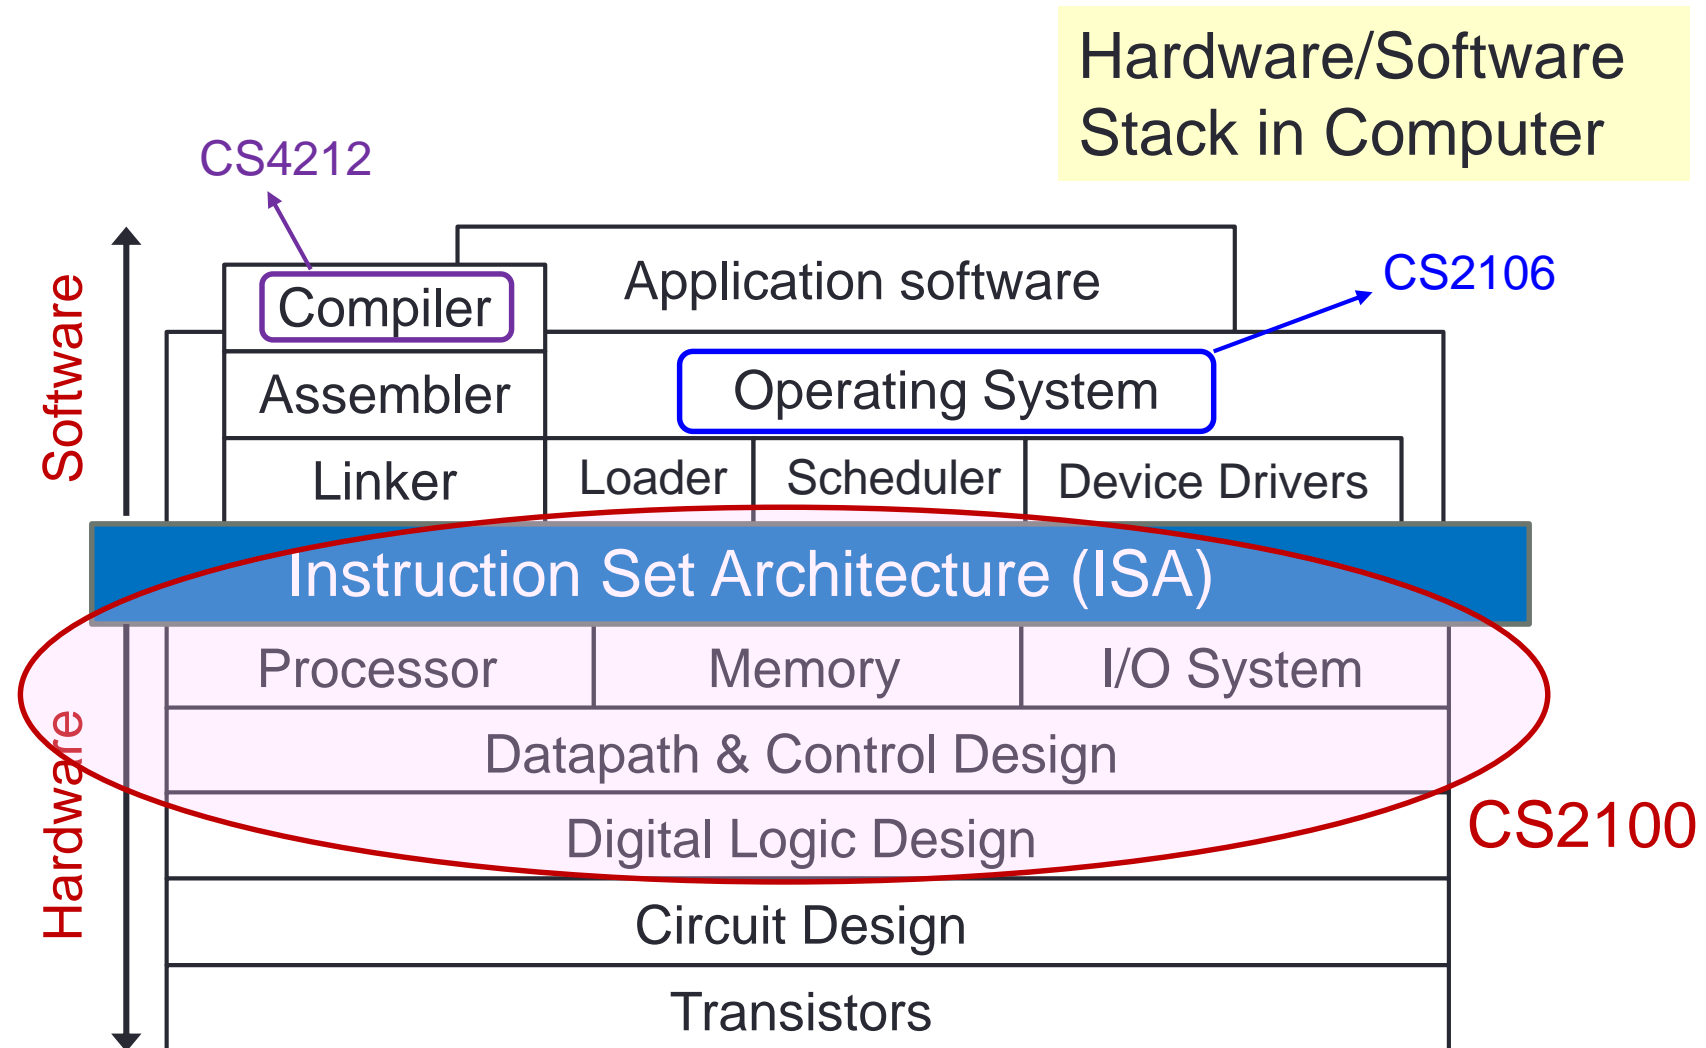 Hardware/Software
Stack in Computer
CS4212
Application software
CS2106
Compiler
Software
Assembler
Operating System
Linker
Loader
Scheduler
Device Drivers
Instruction Set Architecture (ISA)
Processor
Memory
I/O System
Hardware
Datapath & Control Design
CS2100
Digital Logic Design
Circuit Design
Transistors